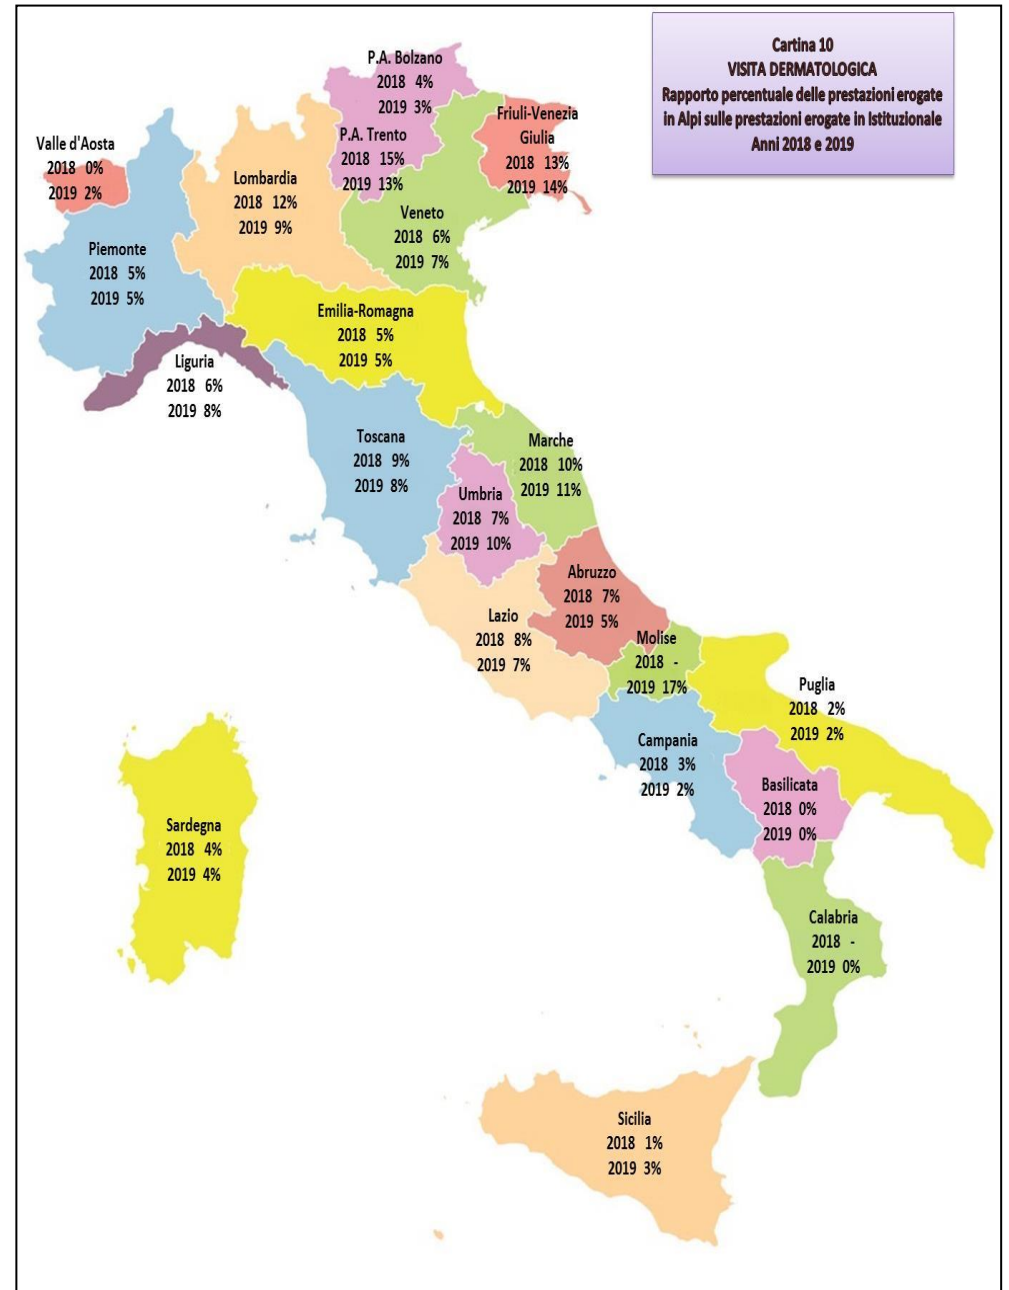 Cartina 10
VISITA DERMATOLOGICA
Rapporto percentuale delle prestazioni erogate
in Alpi sulle prestazioni erogate in Istituzionale
Anni 2018 e 2019
P.A. Bolzano
2018 4%
2019 3%
P.A. Trento
2018 15%
2019 13%
Friuli-Venezia
Giulia
2018 13%
2019 14%
Valle d'Aosta
2018 0%
2019 2%
Lombardia
2018 12%
2019 9%
Veneto
2018 6%
2019 7%
Piemonte
2018 5%
2019 5%
Emilia-Romagna
2018 5%
2019 5%
Liguria
2018 6%
2019 8%
Toscana
2018 9%
2019 8%
Marche
2018 10%
2019 11%
Umbria
2018 7%
2019 10%
Abruzzo
2018 7%
2019 5%
Lazio
2018 8%
2019 7%
Molise
2018 -
2019 17%
Puglia
2018 2%
2019 2%
Campania
2018 3%
2019 2%
Basilicata
2018 0%
2019 0%
Sardegna
2018 4%
2019 4%
Calabria
2018 -
2019 0%
Sicilia
2018 1%
2019 3%